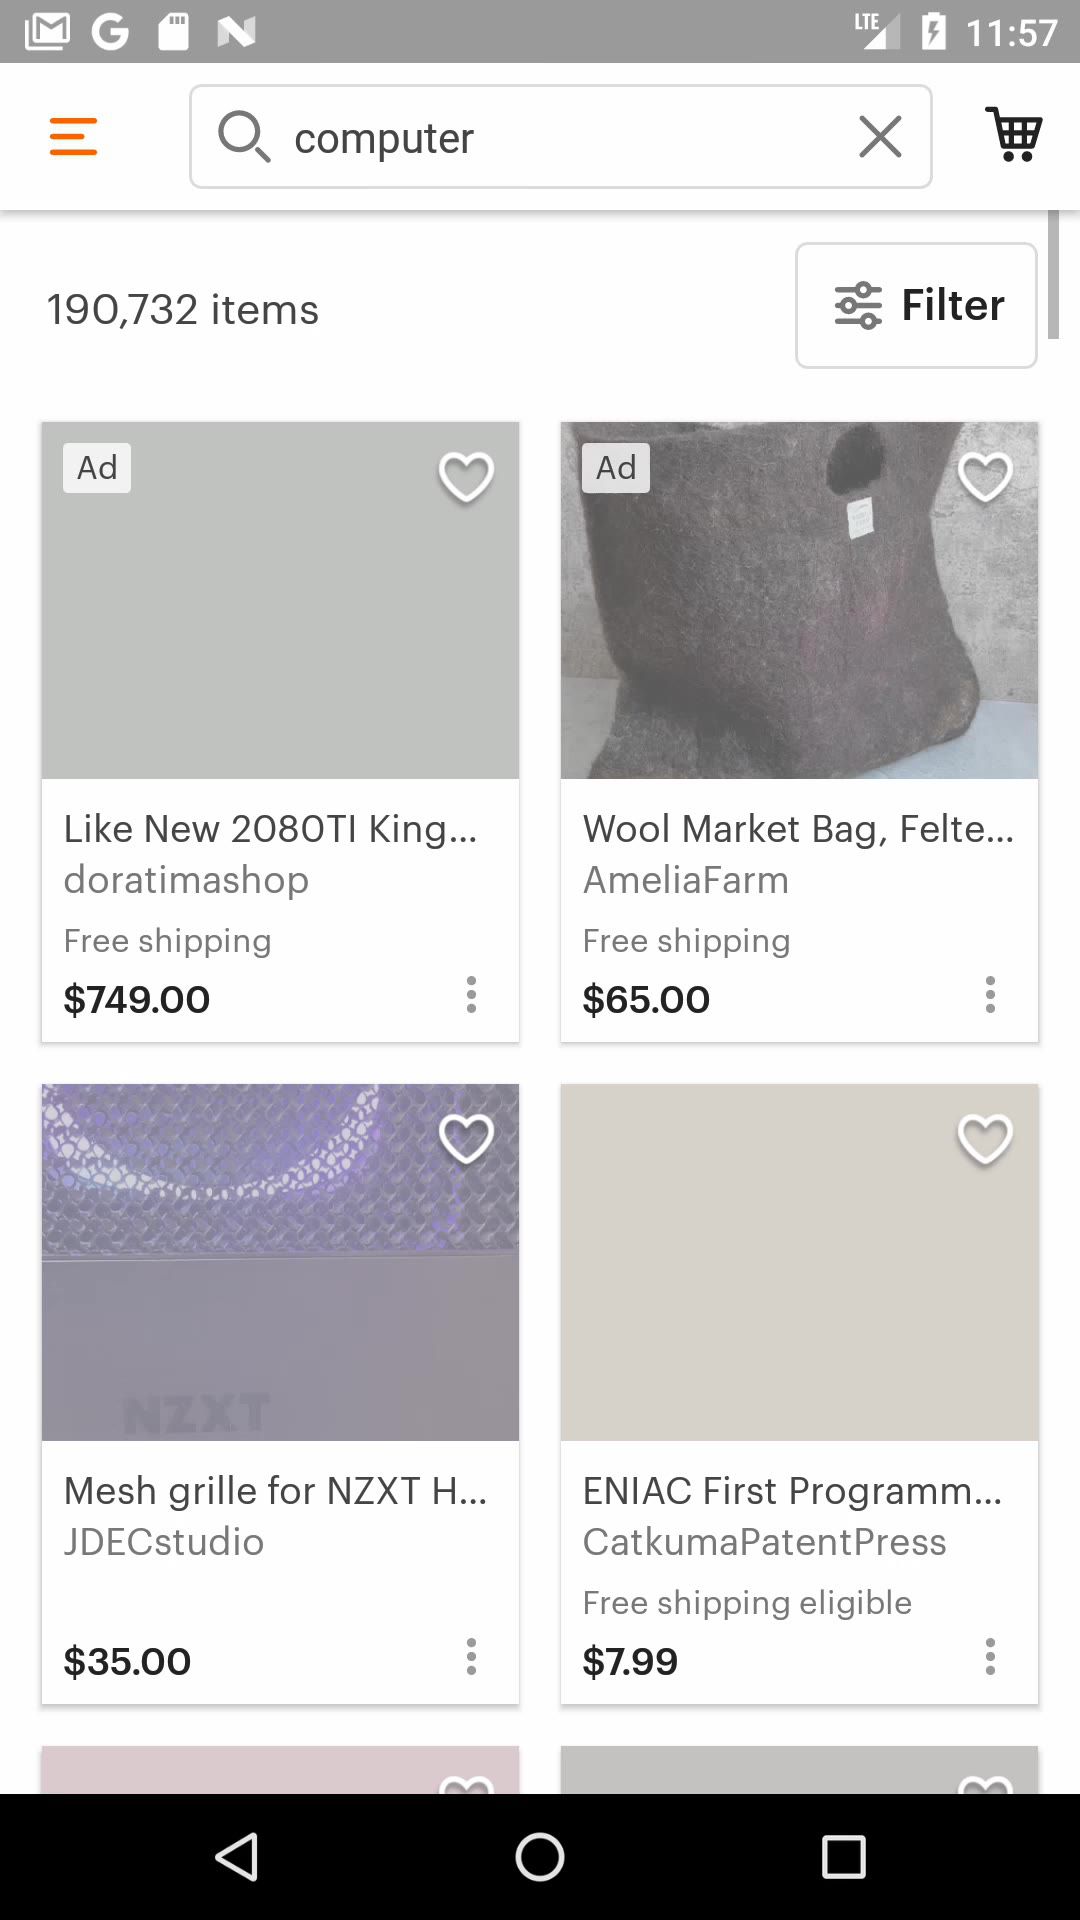 LTE 11:57
computer
190,732 items
Filter
Ad
Ad
Like New 2080TI King...
doratimashop
Free shipping
$749.00
Wool Market Bag, Felte...
AmeliaFarm
Free shipping
$65.00
NZXT
Mesh grille for NZXT H...
JDECstudio
$35.00
ENIAC First Programm...
CatkumaPatentPress
Free shipping eligible
$7.99